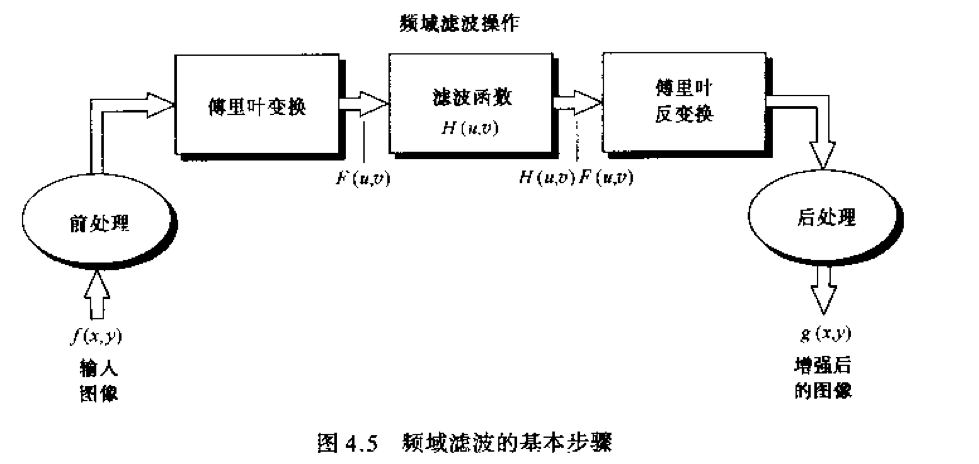 频域滤波操作
傅里叶变换
滤波函数
H(u,v)
傅里叶
反变换
F(u,v)
H(u,v)F(u,v)
前处理
后处理
f(x,y)
输入
图像
g(x,y)
增强后
的图像
图 4.5 频域滤波的基本步骤